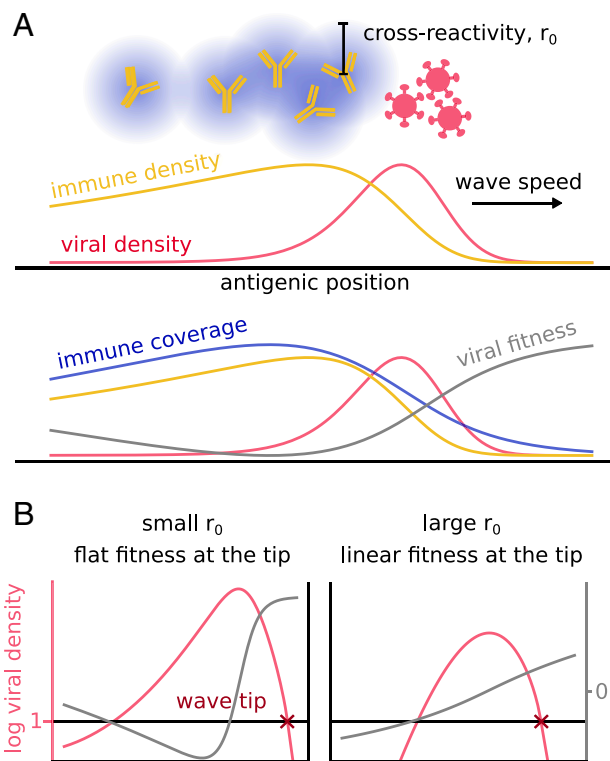 A
cross-reactivity, r0
immune density
wave speed
viral density
antigenic position
immune coverage
viral fitness
B
small r0
flat fitness at the tip
large r0
linear fitness at the tip
log viral density
wave tip
1
0